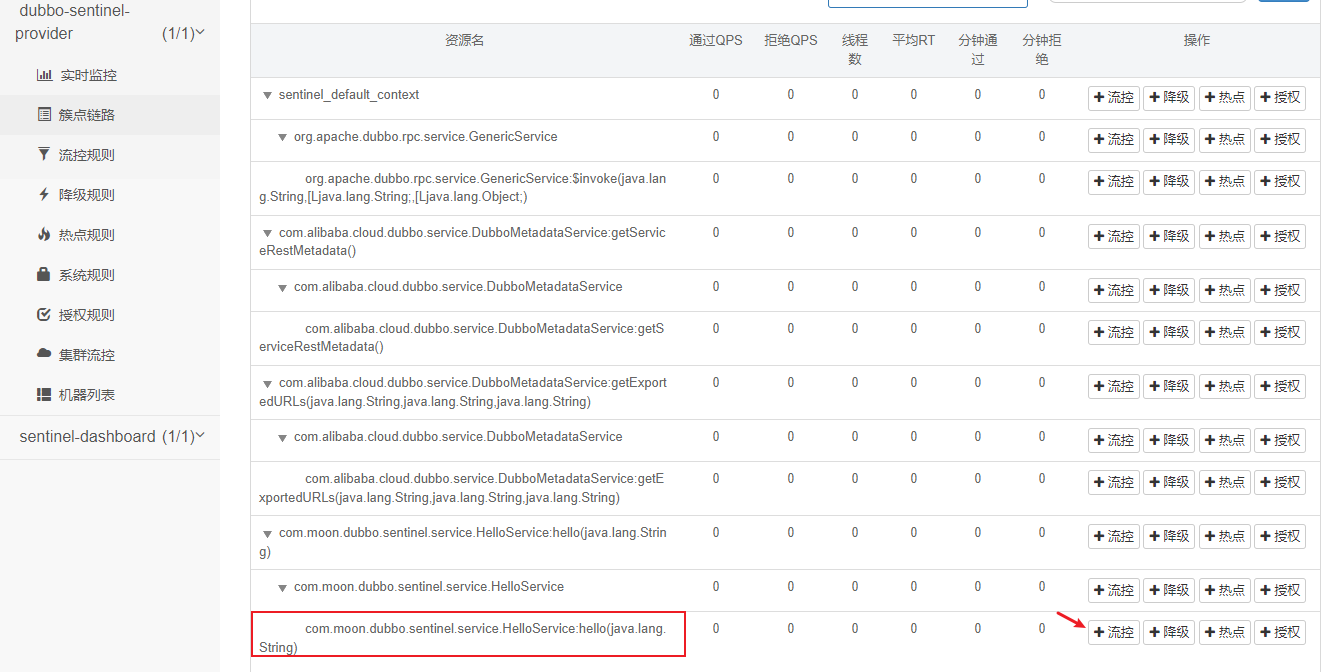 dubbo-sentinel-
provider (1/1)
实时监控
簇点链路
流控规则
降级规则
热点规则
系统规则
授权规则
集群流控
机器列表
sentinel-dashboard (1/1)
资源名 通过QPS 拒绝QPS 线程数 平均RT 分钟通过 分钟拒绝 操作
sentinel_default_context 0 0 0 0 0 0 流控 降级 热点 授权
org.apache.dubbo.rpc.service.GenericService 0 0 0 0 0 0 流控 降级 热点 授权
org.apache.dubbo.rpc.service.GenericService:$invoke(java.lan 0 0 0 0 0 0 流控 降级 热点 授权
g.String,[Ljava.lang.String;,[Ljava.lang.Object;)
com.alibaba.cloud.dubbo.service.DubboMetadataService:getServic 0 0 0 0 0 0 流控 降级 热点 授权
eRestMetadata()
com.alibaba.cloud.dubbo.service.DubboMetadataService 0 0 0 0 0 0 流控 降级 热点 授权
com.alibaba.cloud.dubbo.service.DubboMetadataService:getS 0 0 0 0 0 0 流控 降级 热点 授权
erviceRestMetadata()
com.alibaba.cloud.dubbo.service.DubboMetadataService:getExport 0 0 0 0 0 0 流控 降级 热点 授权
edURLs(java.lang.String,java.lang.String,java.lang.String)
com.alibaba.cloud.dubbo.service.DubboMetadataService 0 0 0 0 0 0 流控 降级 热点 授权
com.alibaba.cloud.dubbo.service.DubboMetadataService:getE 0 0 0 0 0 0 流控 降级 热点 授权
xportedURLs(java.lang.String,java.lang.String,java.lang.String)
com.moon.dubbo.sentinel.service.HelloService:hello(java.lang.Strin 0 0 0 0 0 0 流控 降级 热点 授权
g)
com.moon.dubbo.sentinel.service.HelloService 0 0 0 0 0 0 流控 降级 热点 授权
com.moon.dubbo.sentinel.service.HelloService:hello(java.lang. 0 0 0 0 0 0 流控 降级 热点 授权
String)